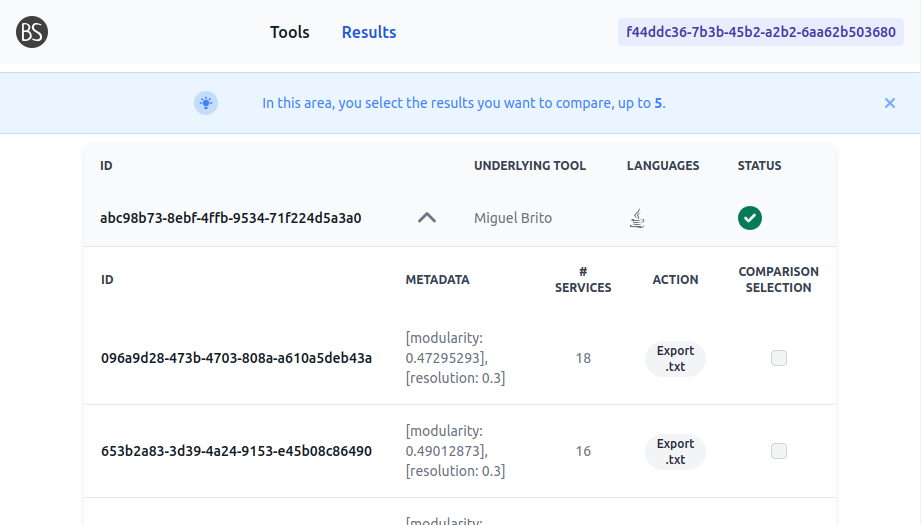 BS
Tools
Results
f44ddc36-7b3b-45b2-a2b2-6aa62b503680
In this area, you select the results you want to compare, up to 5.
ID
UNDERLYING TOOL
LANGUAGES
STATUS
abc98b73-8ebf-4ffb-9534-71f224d5a3a0
Miguel Brito
ID
METADATA
#
SERVICES
ACTION
COMPARISON
SELECTION
096a9d28-473b-4703-808a-a610a5deb43a
[modularity:
0.47295293],
[resolution: 0.3]
18
Export
.txt
653b2a83-3d39-4a24-9153-e45b08c86490
[modularity:
0.49012873],
[resolution: 0.3]
16
Export
.txt
[modularity: